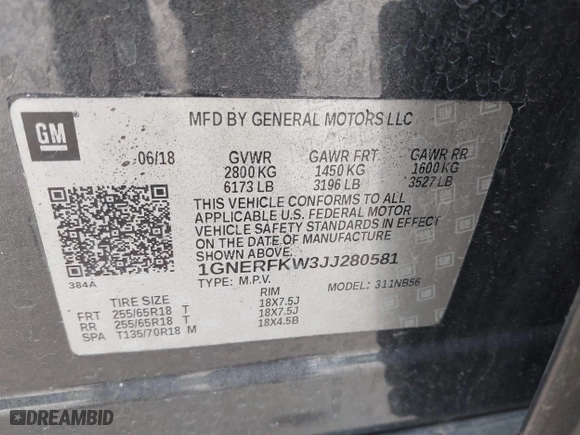 GM
MFD BY GENERAL MOTORS LLC
06/18 GVWR GAWR FRT GAWR RR
2800 KG 1450 KG 1600 KG
6173 LB 3196 LB 3527 LB
THIS VEHICLE CONFORMS TO ALL
APPLICABLE U.S. FEDERAL MOTOR
VEHICLE SAFETY STANDARDS IN EFFECT
ON THE DATE OF MANUFACTURE
SHOWN ABOVE.
1GNERFKW3JJ280581
384A
TYPE: M.P.V. MODEL: 311NB56
TIRE SIZE RIM
FRT 255/65R18 T 18X7.5J
RR 255/65R18 T 18X7.5J
SPA T135/70R18 M 18X4.5B
DREAMBID